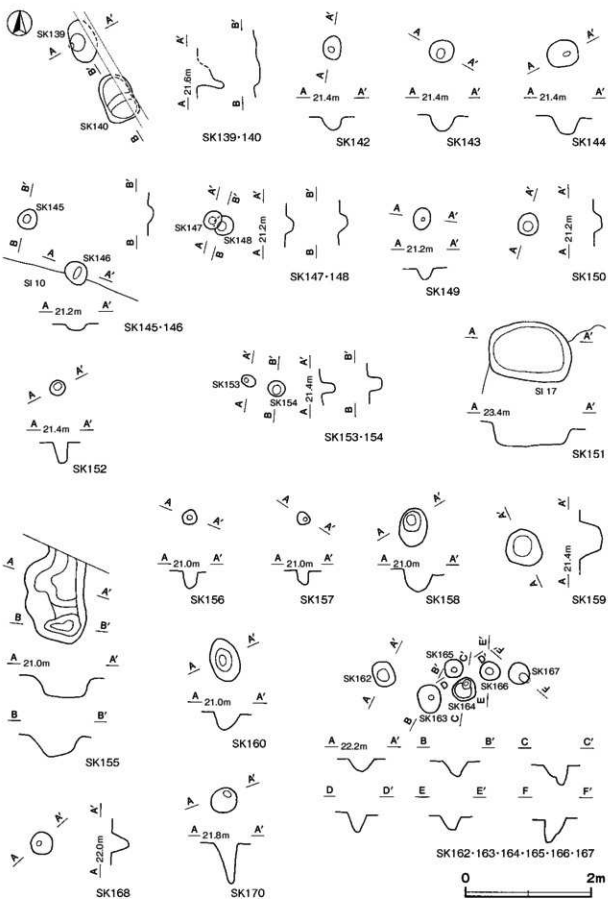 A'
SK139
A
B'
SK140
B
A'
B'
A 21.6m
B
SK139・140
A'
A
A 21.4m A'
SK142
A
A'
A 21.4m A'
SK143
A
A'
A 21.4m A'
SK144
B'
SK145
B
B'
B
A
SK146
A'
SI 10
A 21.2m A'
SK145・146
A'
B'
SK147
SK148
A
B
A'
A 21.2m
B'
B
SK147・148
A A'
A 21.2m A'
SK149
A'
A
A'
A 21.2m
SK150
A A'
SI 17
A 23.4m A'
SK151
A
A'
A 21.4m A'
SK152
A'
B'
SK153
SK154
A
B
A'
A 21.4m
B'
B
SK153・154
A A'
B B'
A 21.0m A'
B B'
SK155
A
A'
A 21.0m A'
SK156
A
A'
A 21.0m A'
SK157
A
A'
A 21.0m A'
SK158
A'
A
A'
A 21.4m
SK159
A
A'
A 21.0m A'
SK160
A'
SK162
A
SK165
B'
C'
D
D'
E'
F
SK167
SK166
SK163
SK164
B
C
E
F'
A 22.2m A' B B' C C'
D D' E E' F F'
SK162・163・164・165・166・167
A
A'
A'
A 22.0m
SK168
A
A'
A 21.8m A'
SK170
0 2m